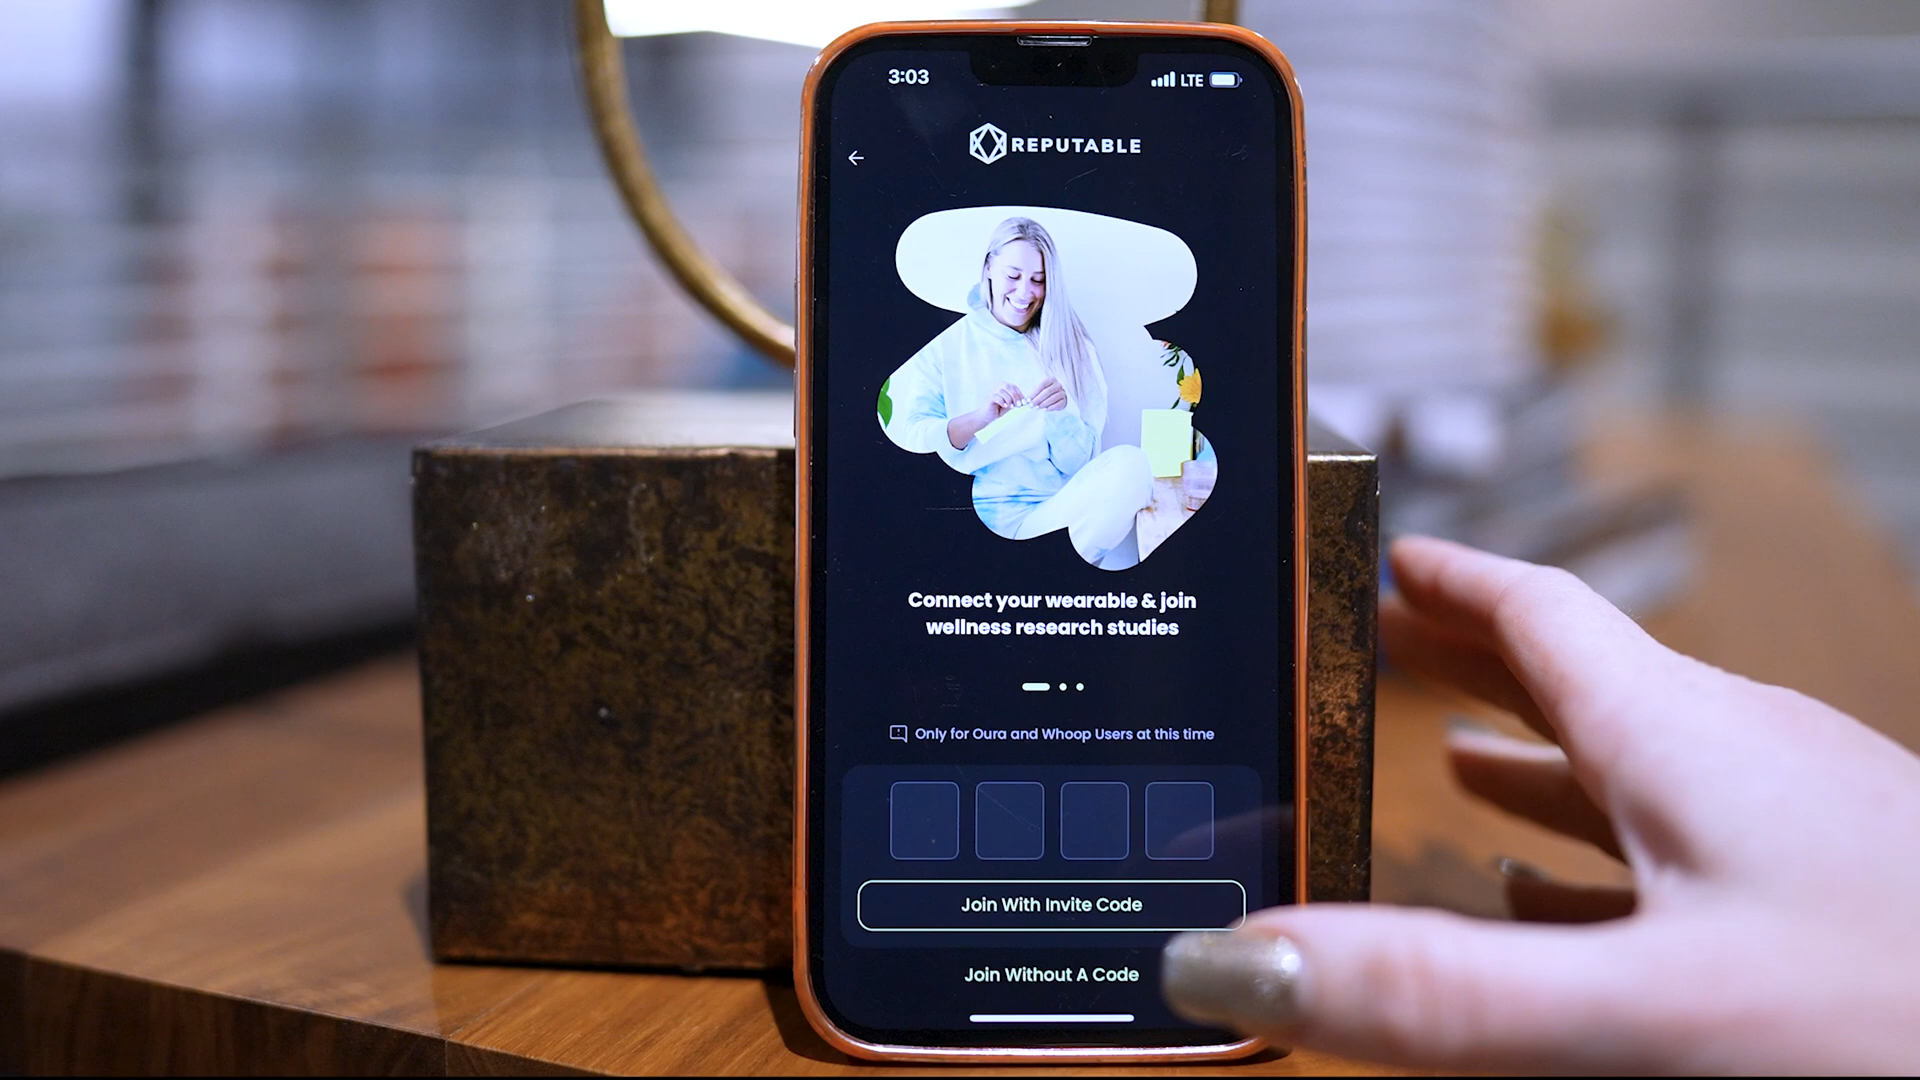 3:03
LTE
REPUTABLE
Connect your wearable & join
wellness research studies
Only for Oura and Whoop Users at this time
Join With Invite Code
Join Without A Code